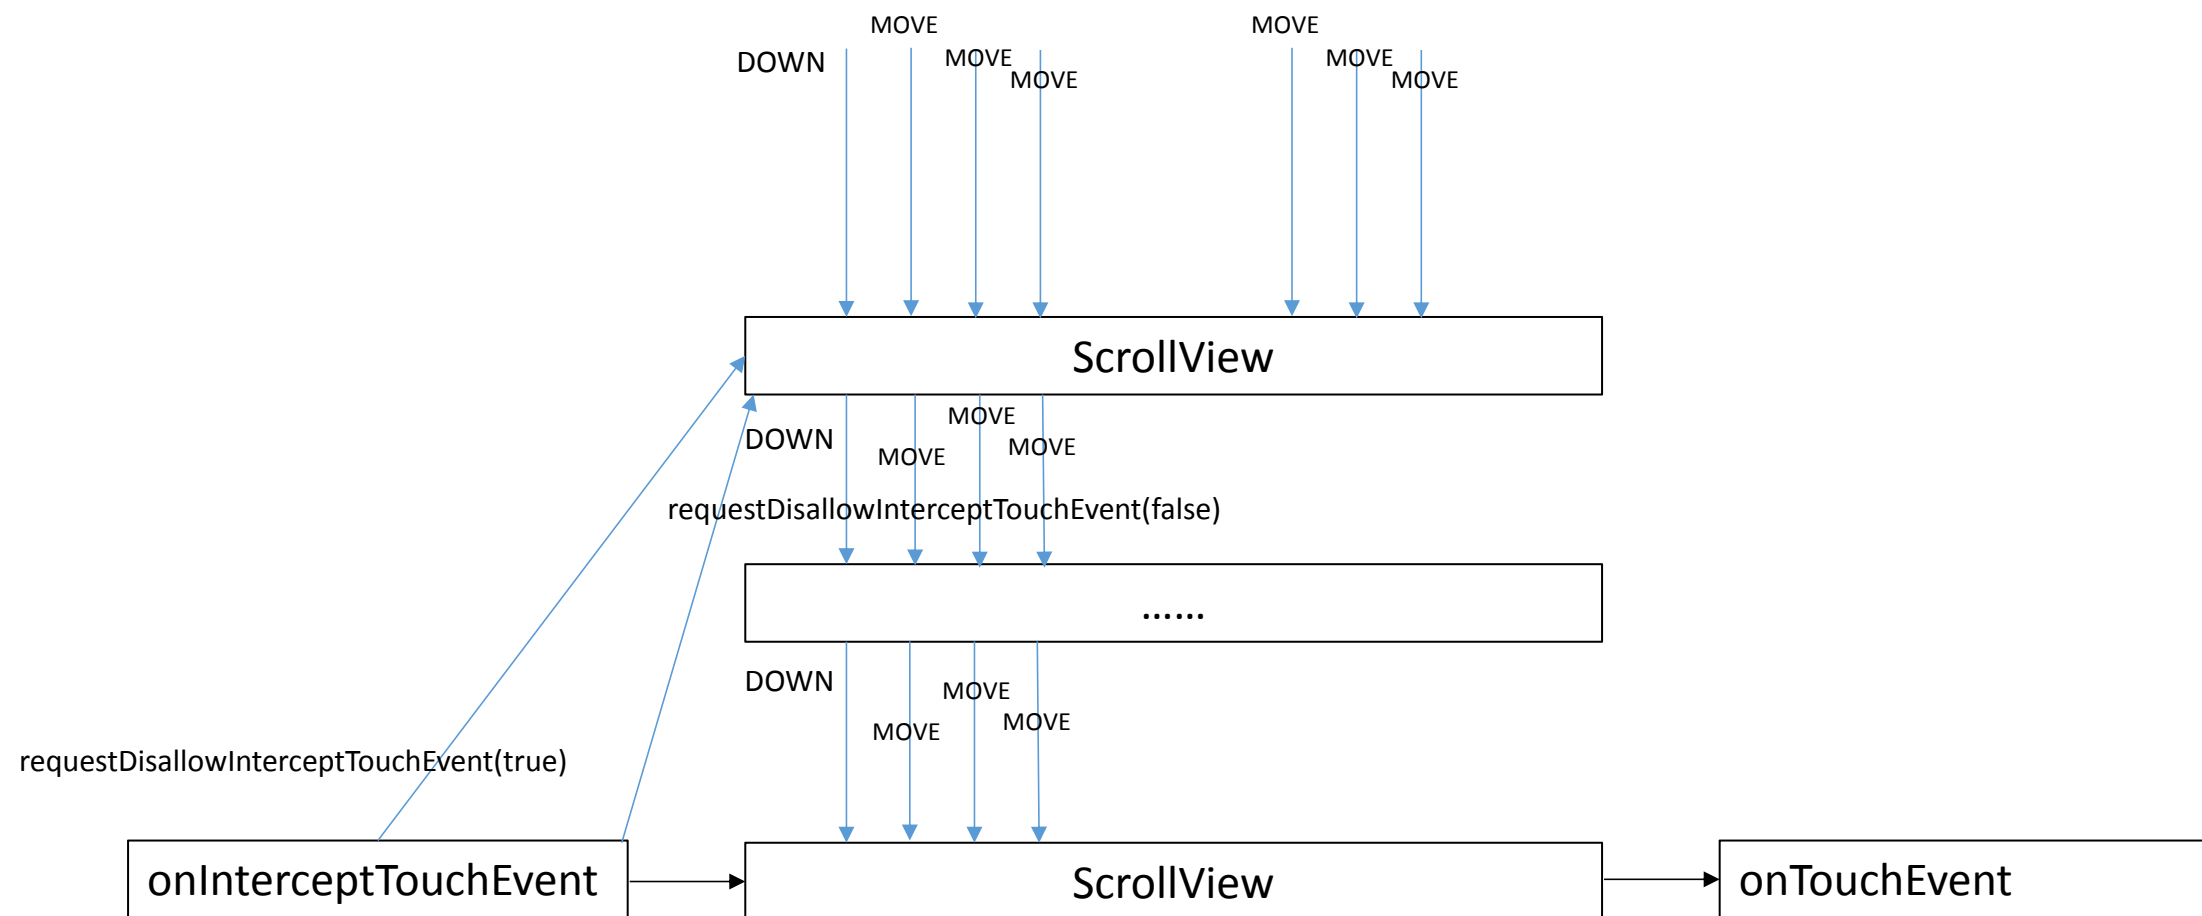 MOVE
MOVE
DOWN
MOVE
MOVE
MOVE
MOVE
ScrollView
MOVE
DOWN
MOVE
MOVE
requestDisallowInterceptTouchEvent(false)
......
DOWN
MOVE
MOVE
MOVE
requestDisallowInterceptTouchEvent(true)
onInterceptTouchEvent
ScrollView
onTouchEvent